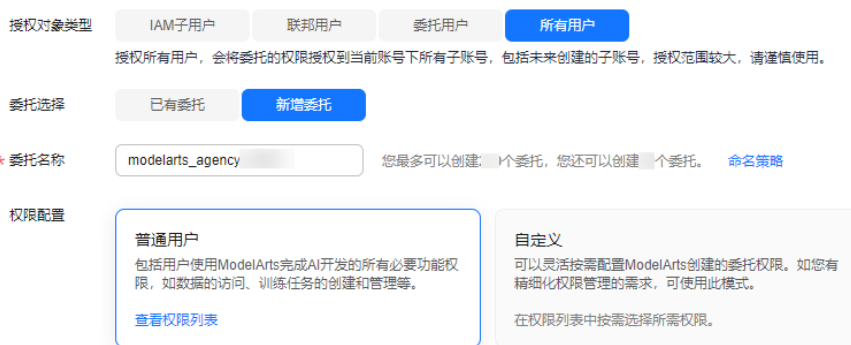 授权对象类型 IAM子用户 联邦用户 委托用户 所有用户
授权所有用户，会将委托的权限授权到当前账号下所有子账号，包括未来创建的子账号，授权范围较大，请谨慎使用。
委托选择 已有委托 新增委托
* 委托名称 modelarts_agency 您最多可以创建 个委托，您还可以创建 个委托。 命名策略
权限配置
普通用户 自定义
包括用户使用ModelArts完成AI开发的所有必要功能权 可以灵活按需配置ModelArts创建的委托权限。如您有
限，如数据的访问、训练任务的创建和管理等。 精细化权限管理的需求，可使用此模式。
查看权限列表 在权限列表中按需选择所需权限。